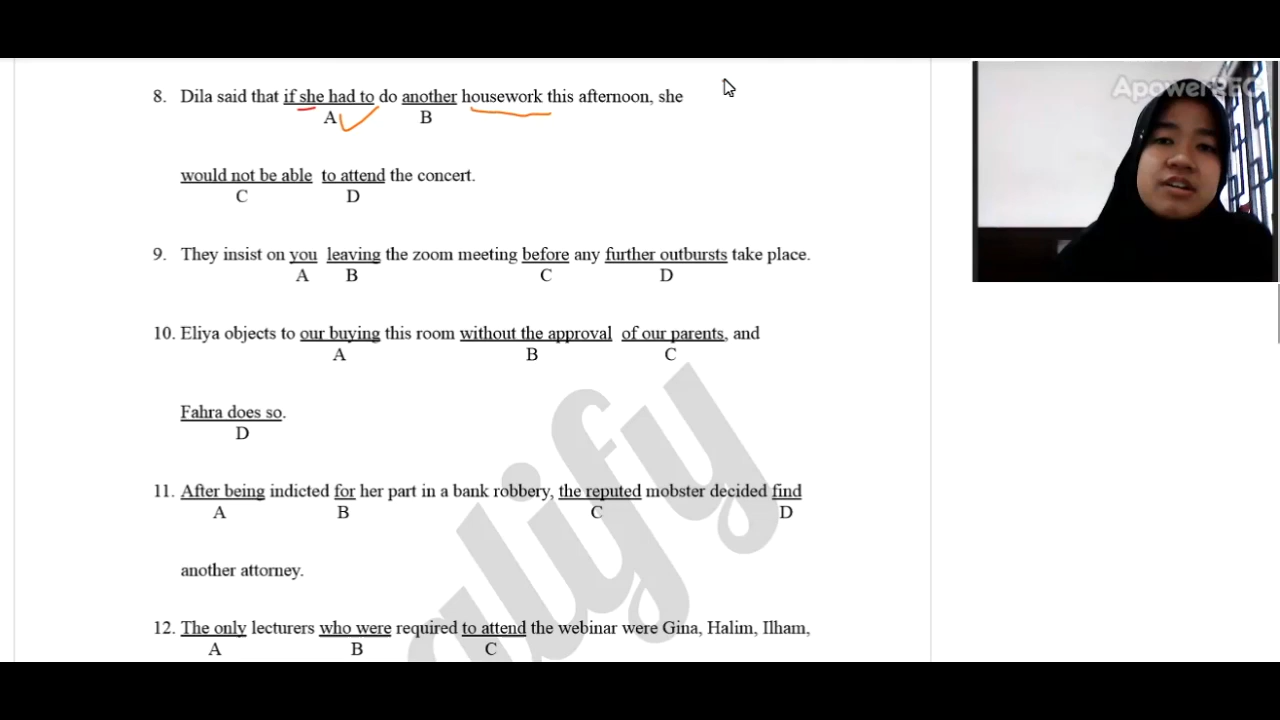 ApowerREC
8. Dila said that if she had to do another housework this afternoon, she
A B
would not be able to attend the concert.
C D
9. They insist on you leaving the zoom meeting before any further outbursts take place.
A B C D
10. Eliya objects to our buying this room without the approval of our parents, and
A B C
Fahra does so.
D
11. After being indicted for her part in a bank robbery, the reputed mobster decided find
A B C D
another attorney.
12. The only lecturers who were required to attend the webinar were Gina, Halim, Ilham,
A B C
alify